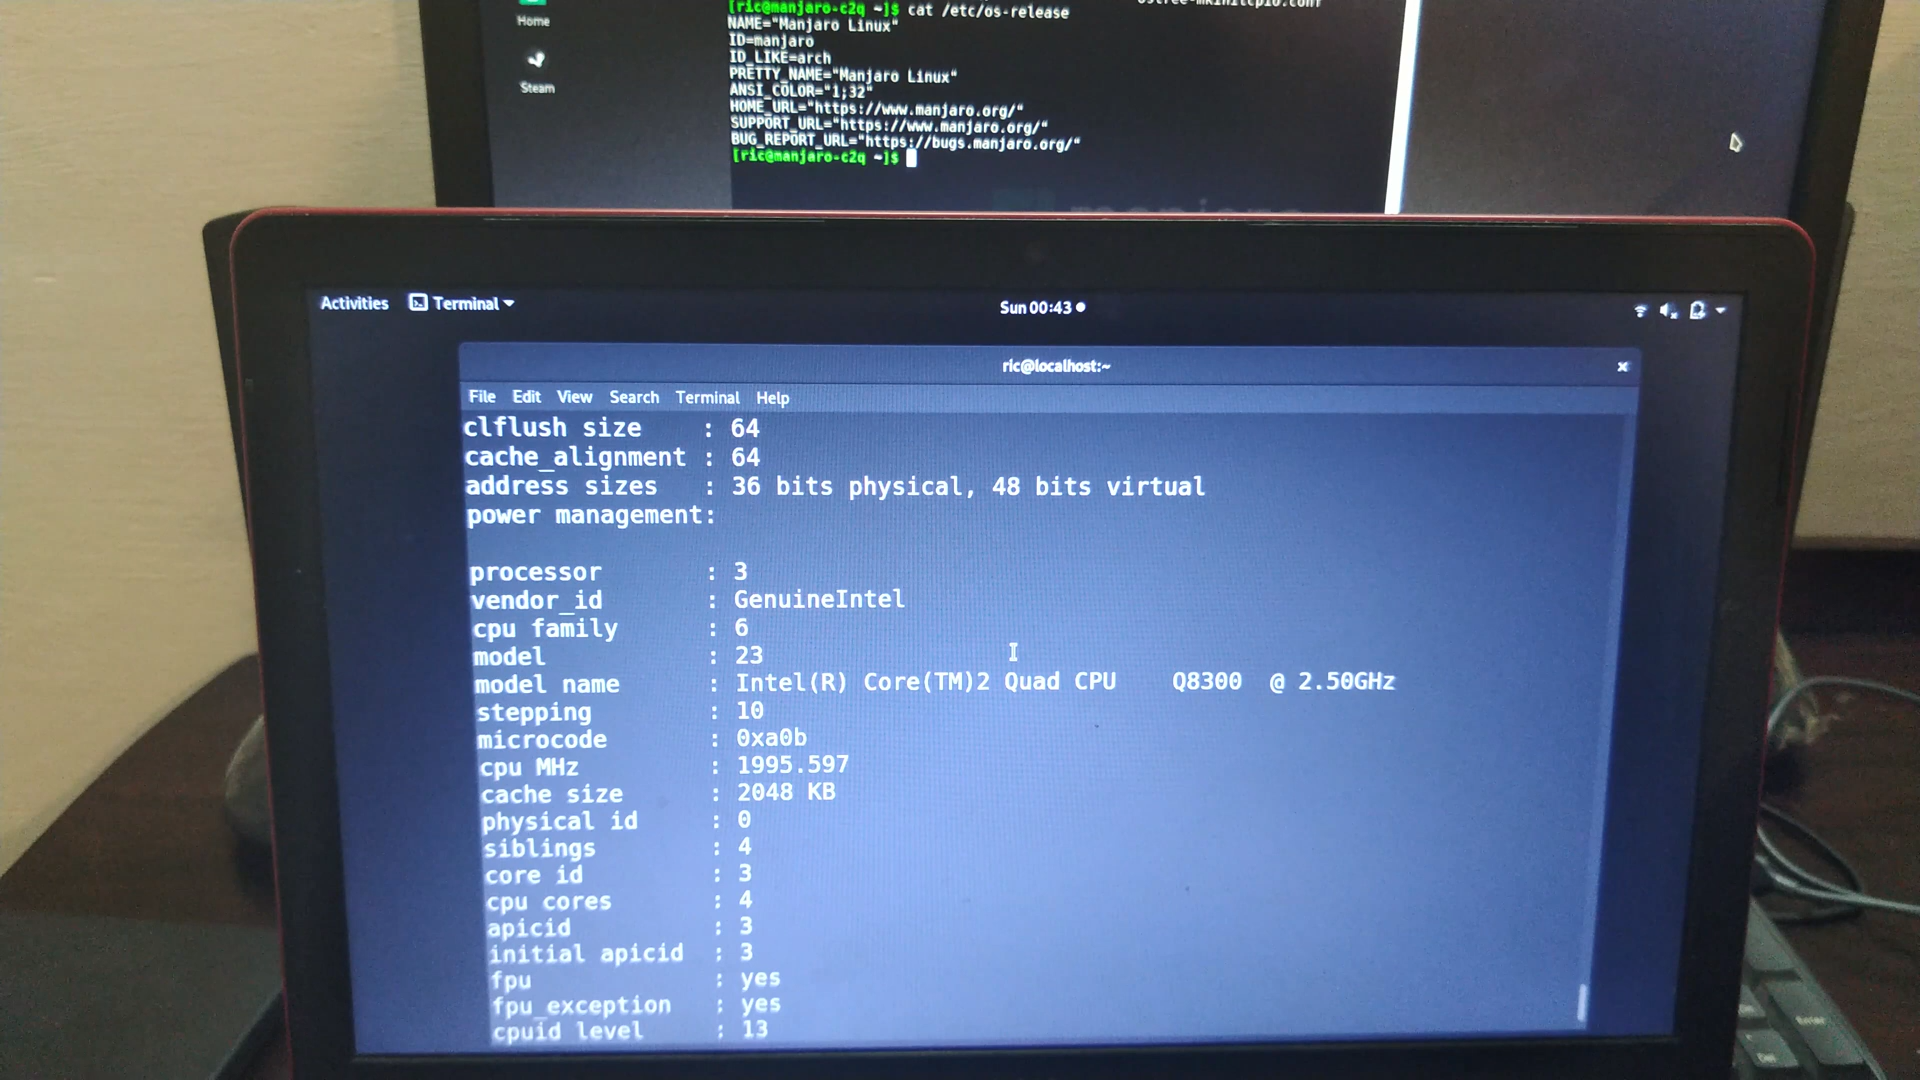 Home
Steam
[ric@manjaro-c2q ~]$ cat /etc/os-release
NAME="Manjaro Linux"
ID=manjaro
ID_LIKE=arch
PRETTY_NAME="Manjaro Linux"
ANSI_COLOR="1;32"
HOME_URL="https://www.manjaro.org/"
SUPPORT_URL="https://www.manjaro.org/"
BUG_REPORT_URL="https://bugs.manjaro.org/"
[ric@manjaro-c2q ~]$
Activities Terminal Sun 00:43
ric@localhost:~
File Edit View Search Terminal Help
clflush size : 64
cache_alignment : 64
address sizes : 36 bits physical, 48 bits virtual
power management:
processor : 3
vendor_id : GenuineIntel
cpu family : 6
model : 23
model name : Intel(R) Core(TM)2 Quad CPU Q8300 @ 2.50GHz
stepping : 10
microcode : 0xa0b
cpu MHz : 1995.597
cache size : 2048 KB
physical id : 0
siblings : 4
core id : 3
cpu cores : 4
apicid : 3
initial apicid : 3
fpu : yes
fpu_exception : yes
cpuid level : 13
Enter
Del